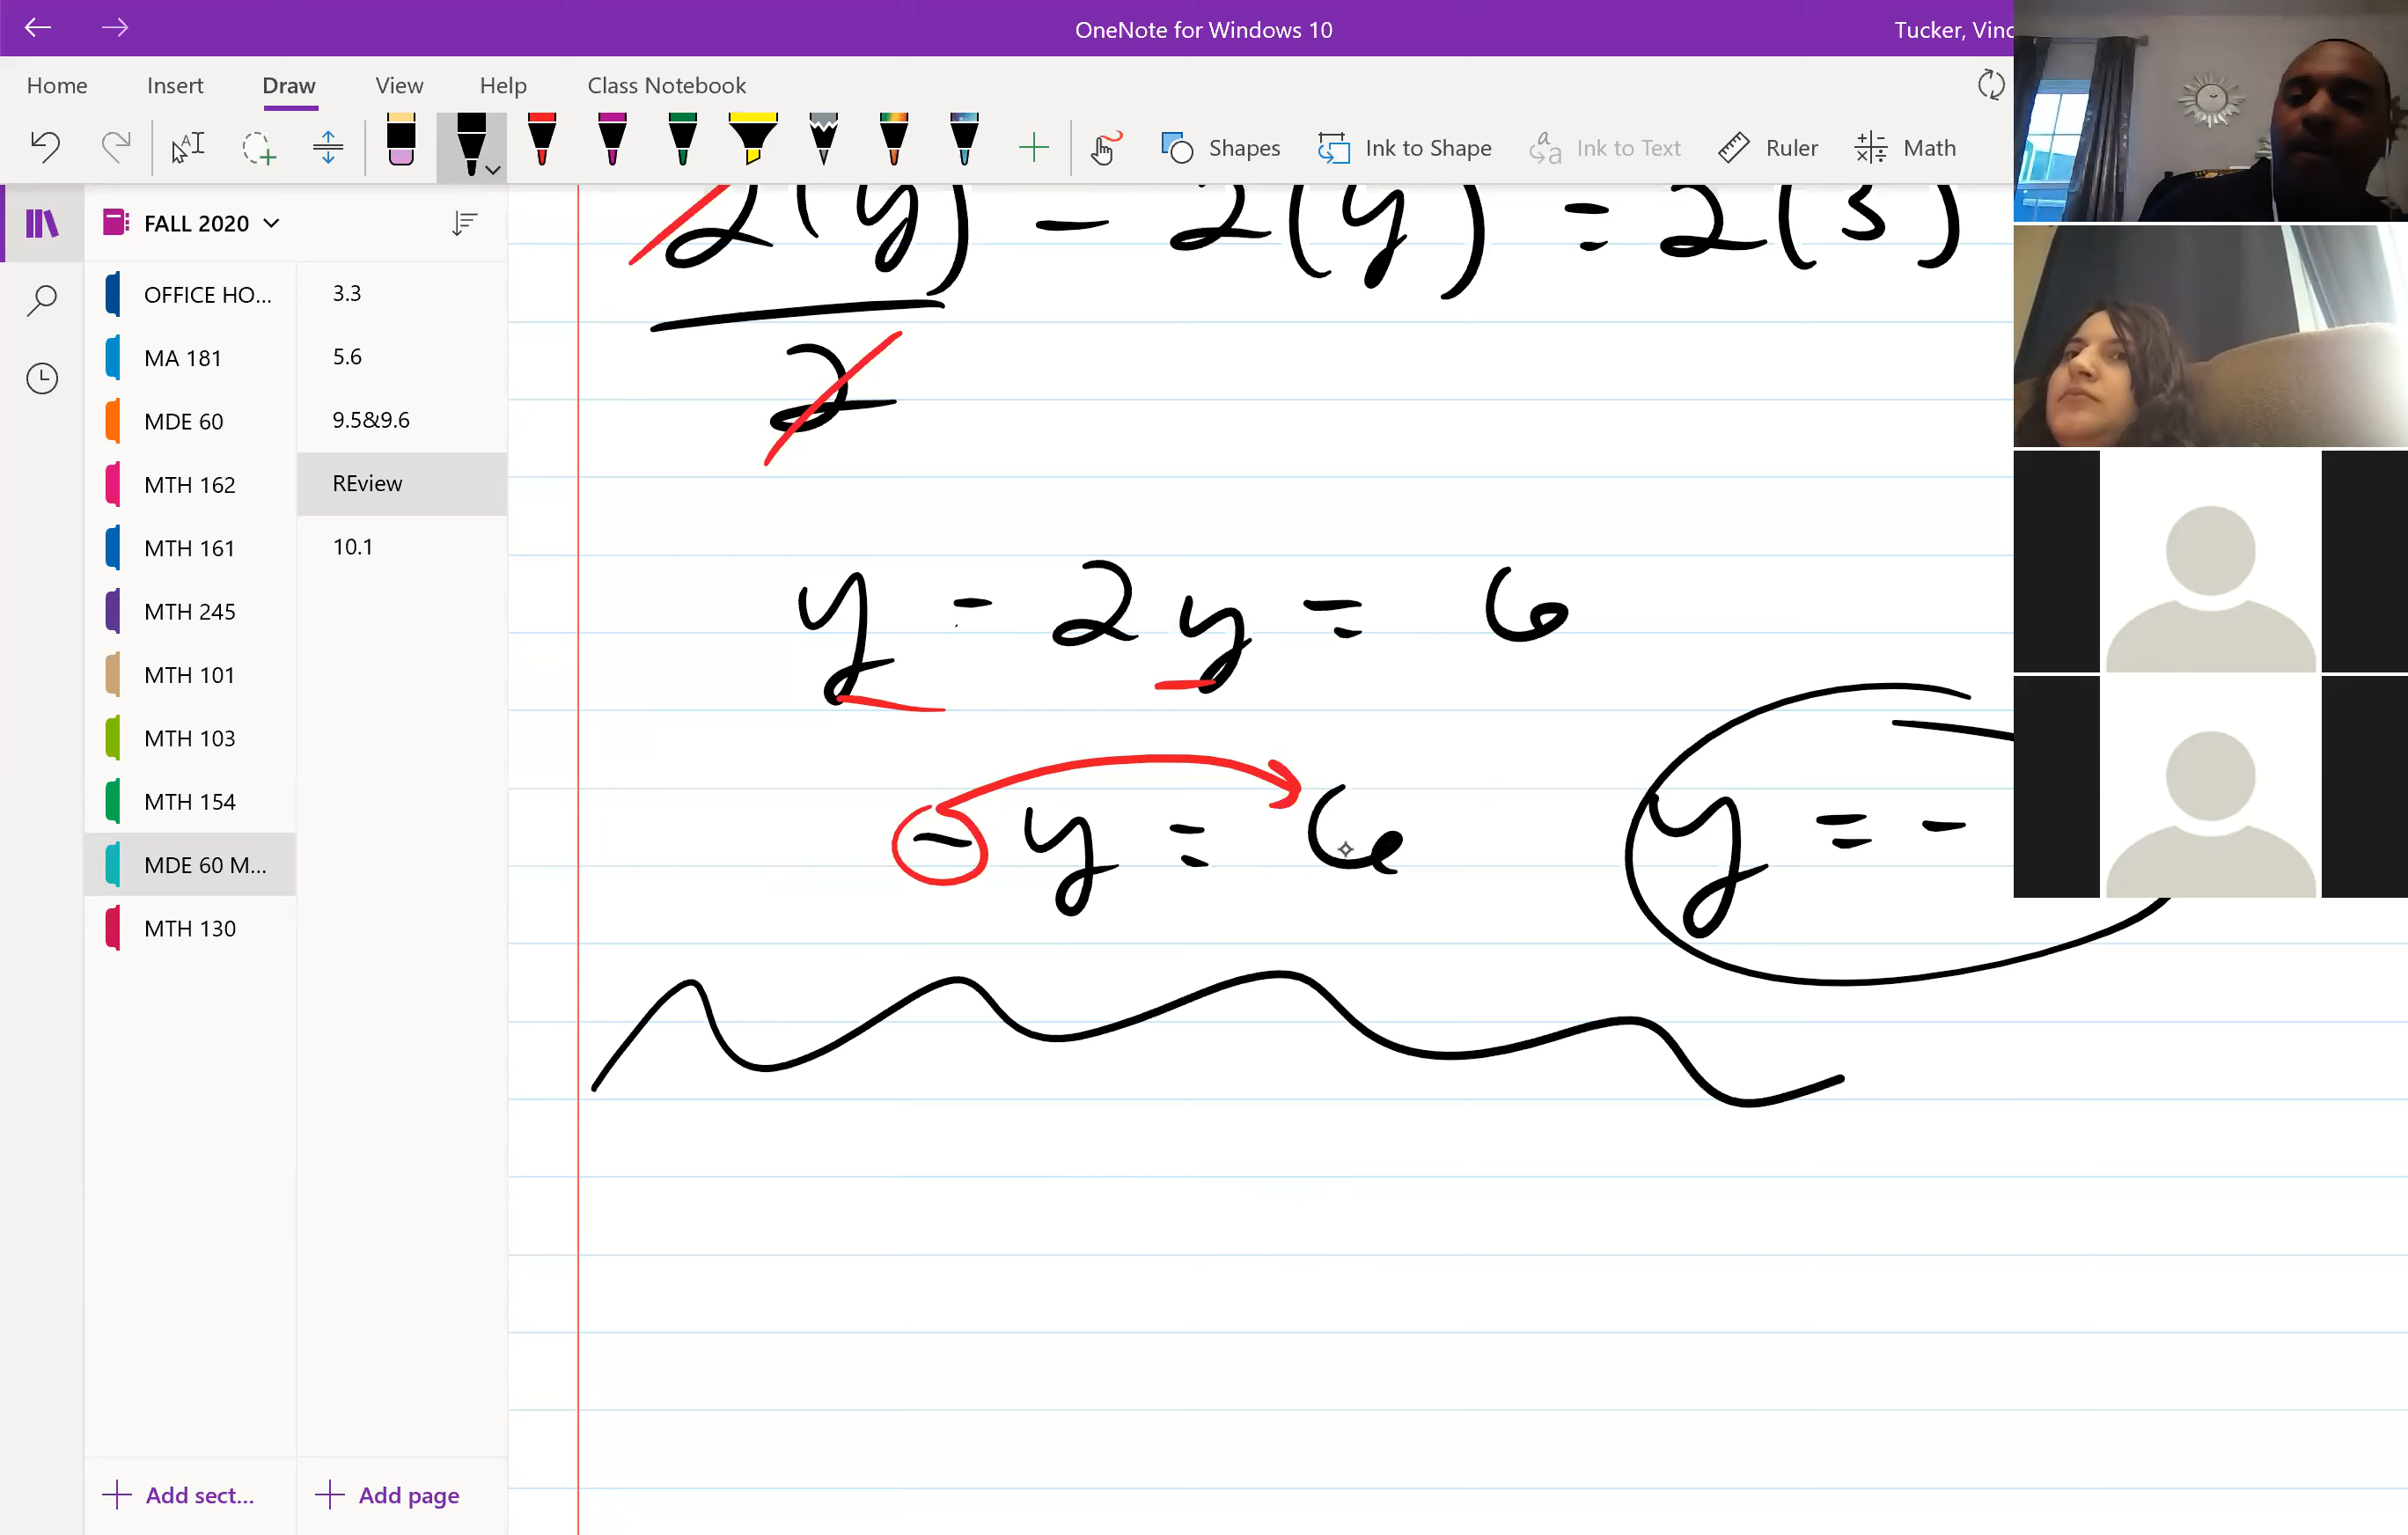 OneNote for Windows 10
Tucker, Vinc
Home Insert Draw View Help Class Notebook
Shapes Ink to Shape Ink to Text Ruler Math
FALL 2020
OFFICE HO...
MA 181
MDE 60
MTH 162
MTH 161
MTH 245
MTH 101
MTH 103
MTH 154
MDE 60 M...
MTH 130
Add sect...
3.3
5.6
9.5&9.6
REview
10.1
Add page
2(y) - 2(y) = 2(3)
2
y - 2y = 6
-y = 6
y = -